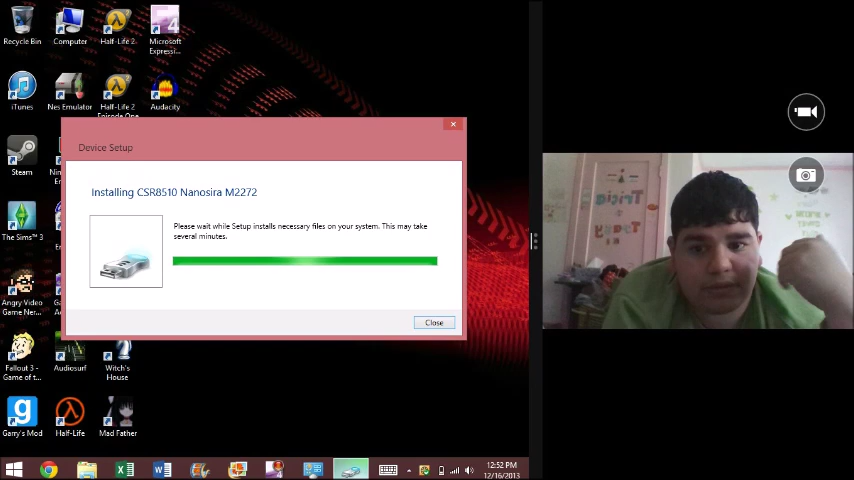 Recycle Bin
Computer
Half-Life 2
Microsoft Expressi...
iTunes
Nes Emulator
Half-Life 2 Episode One
Audacity
Device Setup
Installing CSR8510 Nanosira M2272
Please wait while Setup installs necessary files on your system. This may take
several minutes.
Close
Steam
The Sims™ 3
Angry Video
Game Ner...
Fallout 3 -
Game of t...
Audiosurf
Witch's
House
Garry's Mod
Half-Life
Mad Father
12:52 PM
12/16/2013